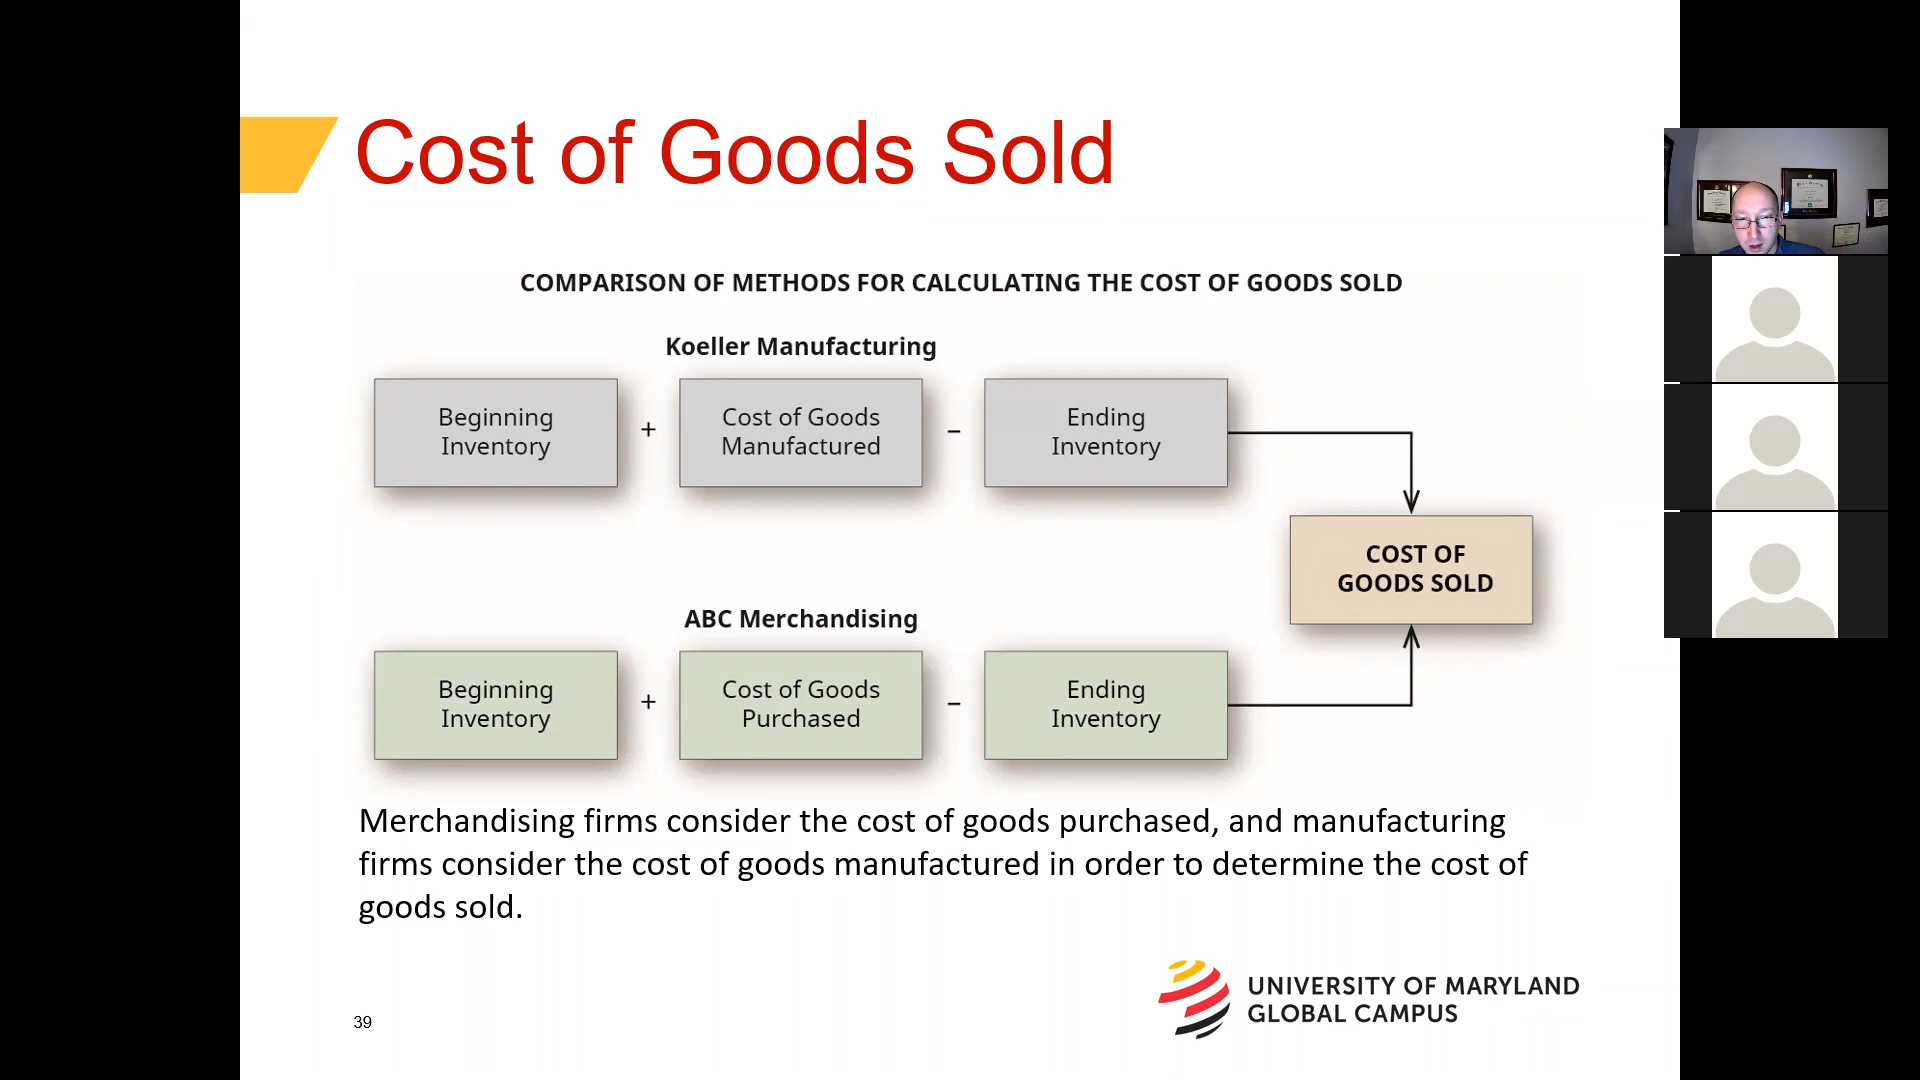 Cost of Goods Sold
COMPARISON OF METHODS FOR CALCULATING THE COST OF GOODS SOLD
Koeller Manufacturing
Beginning
Inventory
+
Cost of Goods
Manufactured
–
Ending
Inventory
COST OF
GOODS SOLD
ABC Merchandising
Beginning
Inventory
+
Cost of Goods
Purchased
–
Ending
Inventory
Merchandising firms consider the cost of goods purchased, and manufacturing
firms consider the cost of goods manufactured in order to determine the cost of
goods sold.
39
UNIVERSITY OF MARYLAND
GLOBAL CAMPUS